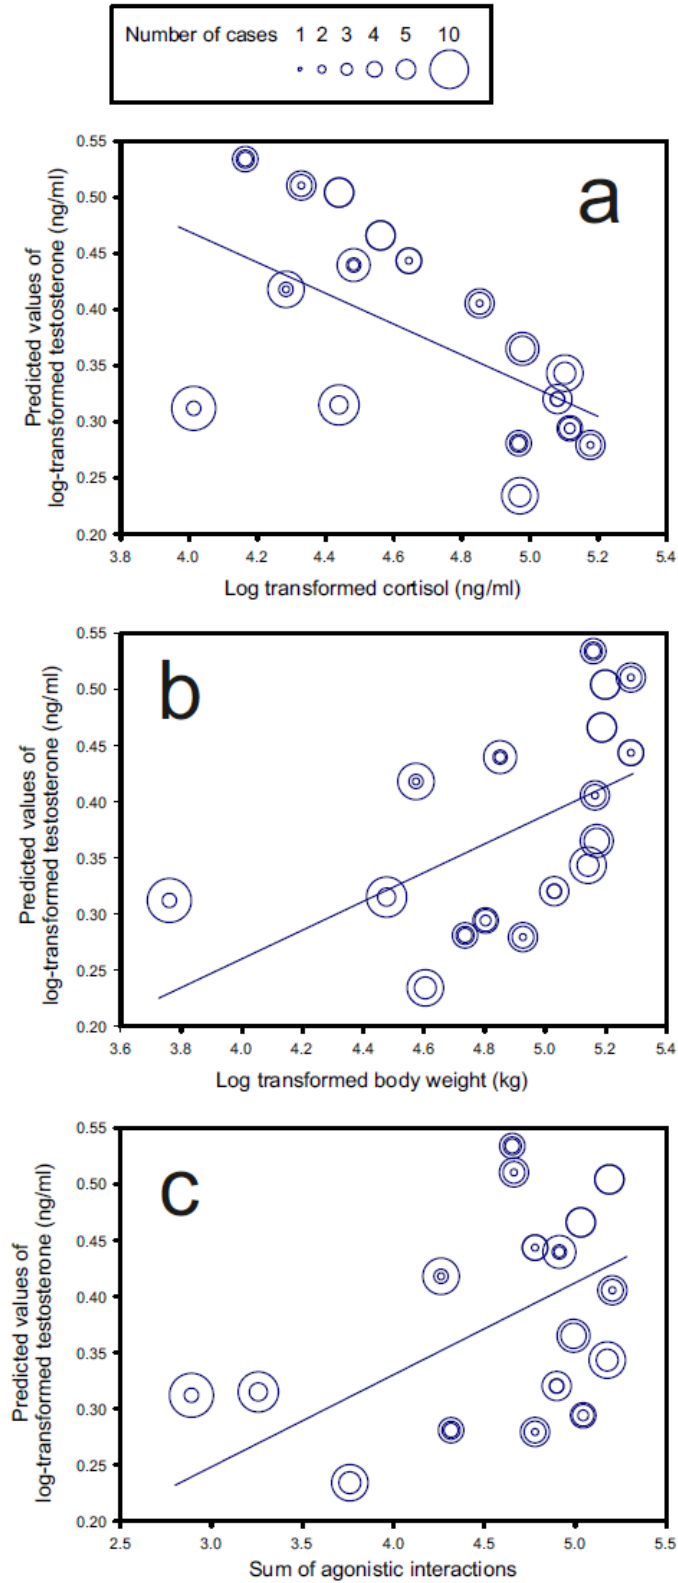 Number of cases 1 2 3 4 5 10
a
Predicted values of
log-transformed testosterone (ng/ml)
0.55
0.50
0.45
0.40
0.35
0.30
0.25
0.20
3.8 4.0 4.2 4.4 4.6 4.8 5.0 5.2 5.4
Log transformed cortisol (ng/ml)
b
Predicted values of
log-transformed testosterone (ng/ml)
0.55
0.50
0.45
0.40
0.35
0.30
0.25
0.20
3.6 3.8 4.0 4.2 4.4 4.6 4.8 5.0 5.2 5.4
Log transformed body weight (kg)
c
Predicted values of
log-transformed testosterone (ng/ml)
0.55
0.50
0.45
0.40
0.35
0.30
0.25
0.20
2.5 3.0 3.5 4.0 4.5 5.0 5.5
Sum of agonistic interactions